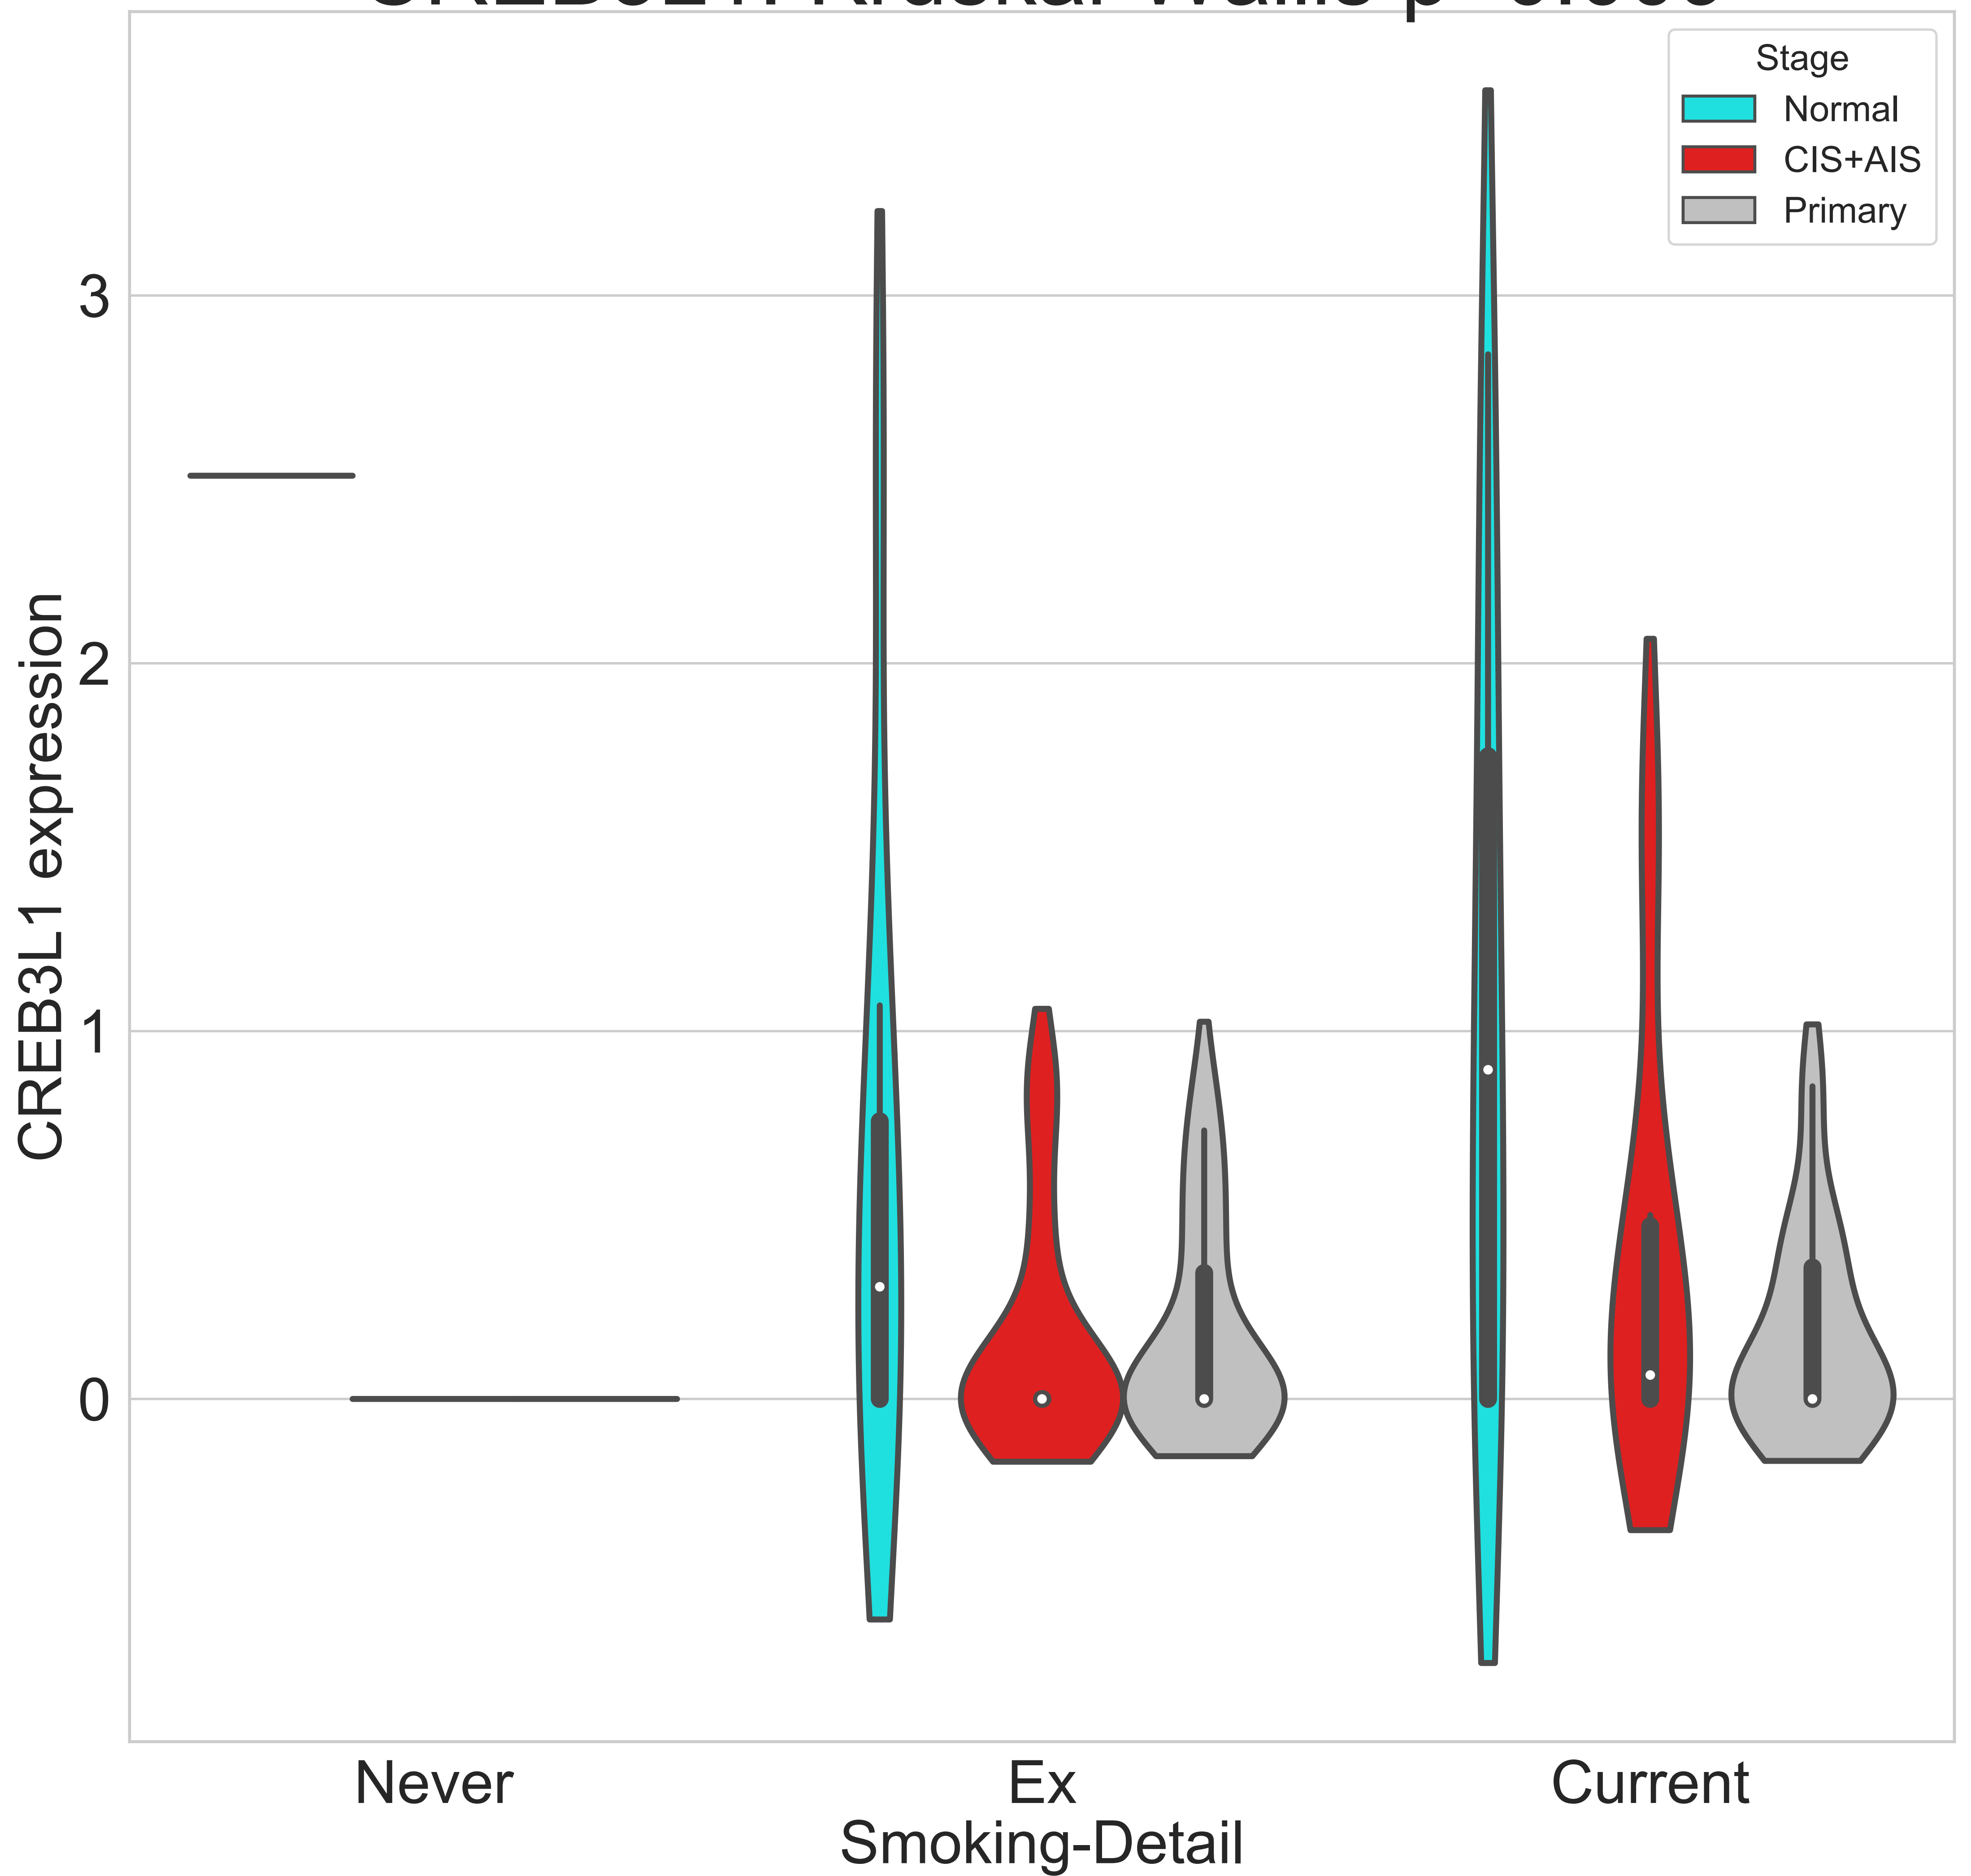 Stage
Normal
CIS+AIS
Primary
3
2
1
0
CREB3L1 expression
Never
Ex
Current
Smoking-Detail